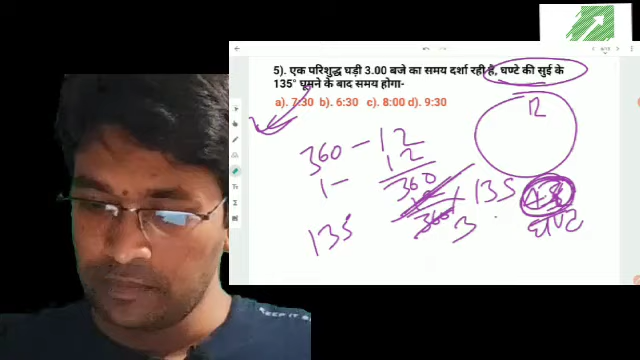 5). एक परिशुद्ध घड़ी 3.00 बजे का समय दर्शा रही है, घण्टे की सुई के
135° घूमने के बाद समय होगा-
a). 7:30 b). 6:30 c). 8:00 d). 9:30
12
360 - 12
1 -
12
360
135
135
3
घण्टे